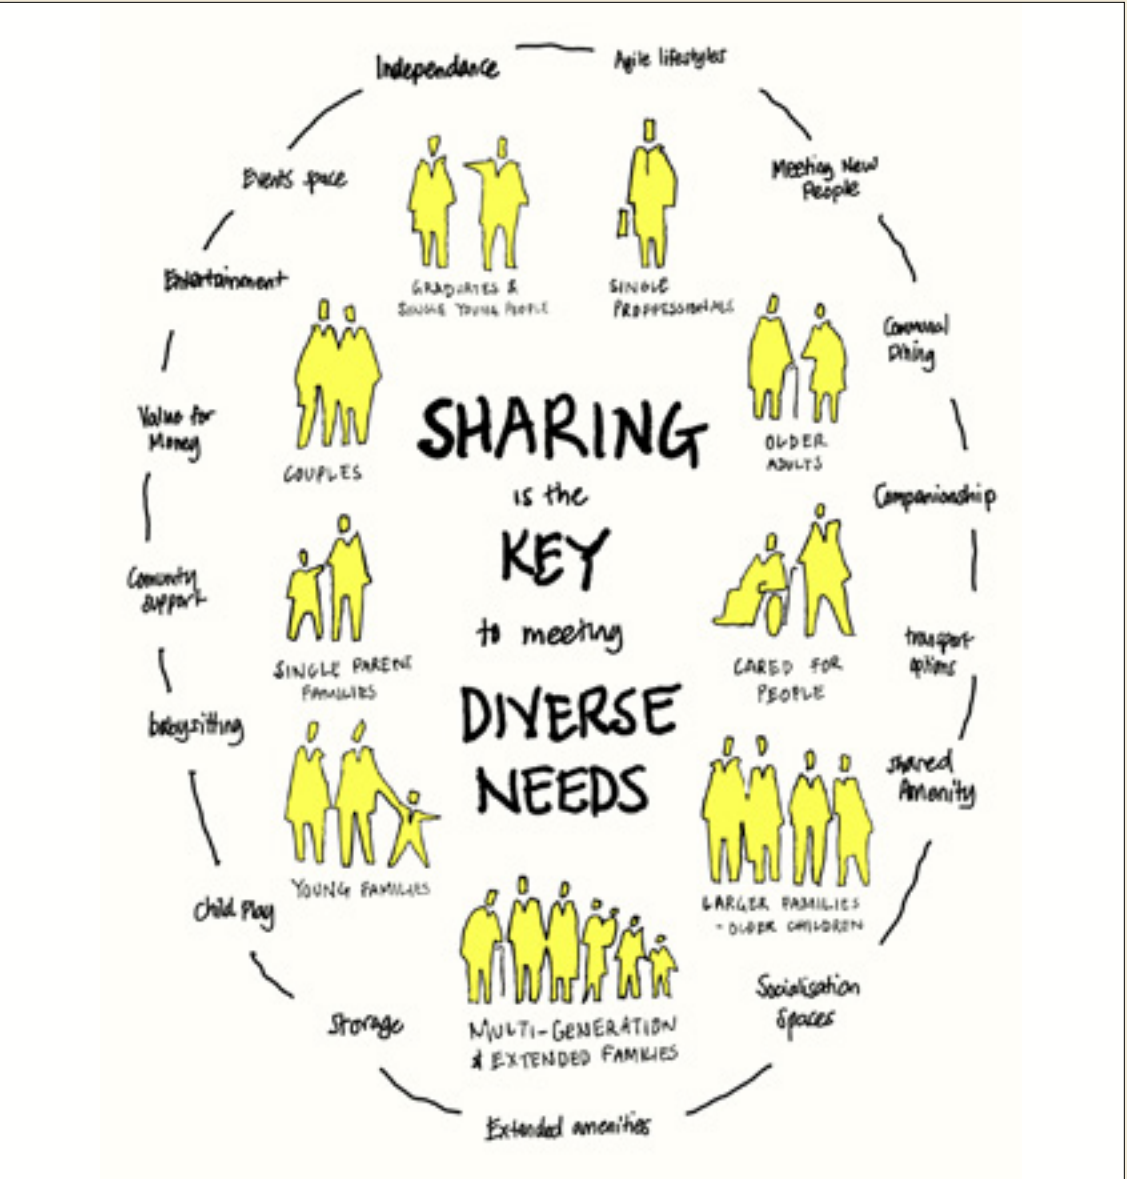 Independance
Agile lifestyles
Meeting New
People
Communal
Dining
Companionship
transport
options
shared
Amenity
Socialisation
Spaces
Extended amenities
Storage
Child Play
babysitting
Comunity
support
Value for
Money
Entertainment
Events space
GRADUATES &
SINGLE YOUNG PEOPLE
SINGLE
PROFFESSIONALS
OLDER
ADULTS
CARED FOR
PEOPLE
LARGER FAMILIES
- OLDER CHILDREN
MULTI-GENERATION
& EXTENDED FAMILIES
YOUNG FAMILIES
SINGLE PARENT
FAMILIES
COUPLES
SHARING
is the
KEY
to meeting
DIVERSE
NEEDS